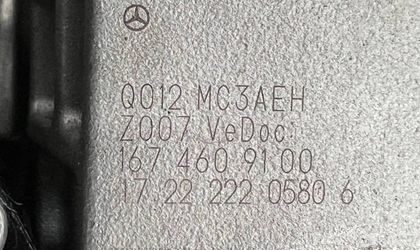 Q012 MC3AEH
Z007 VeDoc:
167 460 91 00
17 22 222 0580 6